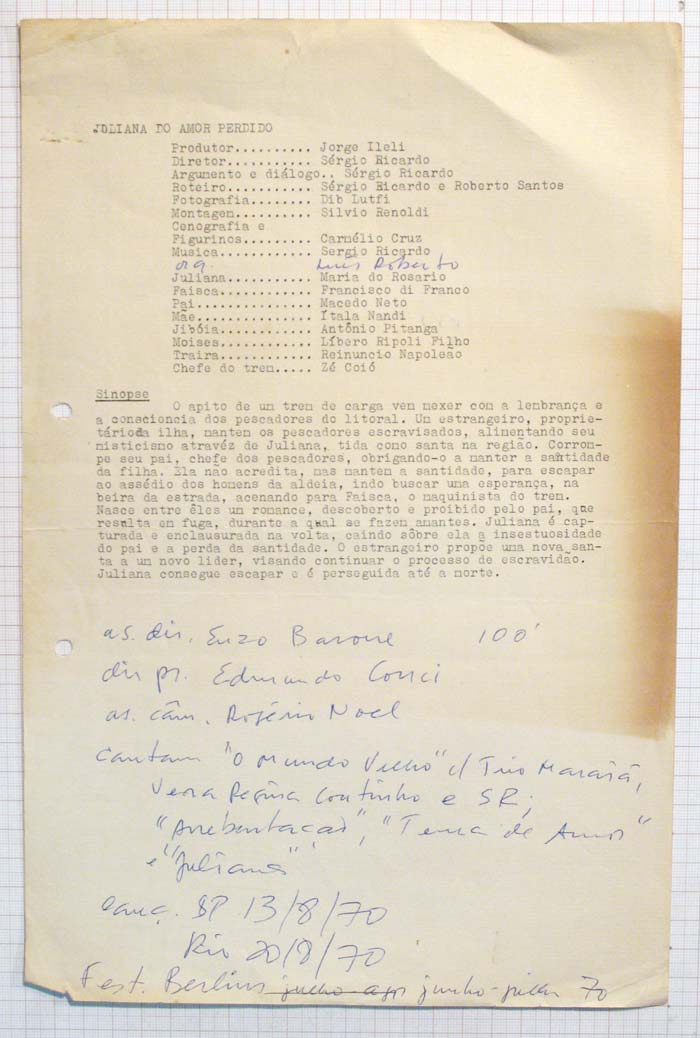 JULIANA DO AMOR PERDIDO
Produtor.......... Jorge Ileli
Diretor........... Sérgio Ricardo
Argumento e diálogo.. Sérgio Ricardo
Roteiro........... Sérgio Ricardo e Roberto Santos
Fotografia........ Dib Lutfi
Montagem.......... Silvio Renoldi
Cenografia e
Figurinos......... Carmélio Cruz
Musica............ Sergio Ricardo
org. Luis Roberto
Juliana........... Maria do Rosario
Faisca............ Francisco di Franco
Pai............... Macedo Neto
Mãe............... Ítala Nandi
Jibóia............ Antônio Pitanga
Moises............ Líbero Ripoli Filho
Traira............ Reinuncio Napoleão
Chefe do trem..... Zé Coió
Sinopse
O apito de um trem de carga vem mexer com a lembrança e
a consciencia dos pescadores do litoral. Um estrangeiro, proprie-
tárioda ilha, mantem os pescadores escravisados, alimentando seu
misticismo atravéz de Juliana, tida como santa na região. Corrom-
pe seu pai, chefe dos pescadores, obrigando-o a manter a santidade
da filha. Ela não acredita, mas mantem a santidade, para escapar
ao assédio dos homens da aldeia, indo buscar uma esperança, na
beira da estrada, acenando para Faisca, o maquinista do trem.
Nasce entre êles um romance, descoberto e proibido pelo pai, que
resulta em fuga, durante a qual se fazem amantes. Juliana é cap-
turada e enclausurada na volta, caindo sôbre ela a insestuosidade
do pai e a perda da santidade. O estrangeiro propõe uma nova san-
ta a um novo lider, visando continuar o processo de escravidão.
Juliana consegue escapar e é perseguida até a morte.
as. dir. Enzo Barone 100'
dir pr. Edmundo Conci
as. câm. Rogério Noel
cantam "O Mundo Velho" c/ Trio Marajá,
Vera Regina Coutinho e SR;
"Arrebentação", "Tema de Amor"
e "Juliana"
lanç. SP 13/8/70
Rio 20/8/70
Fest. Berlim julho ago junho-julho 70